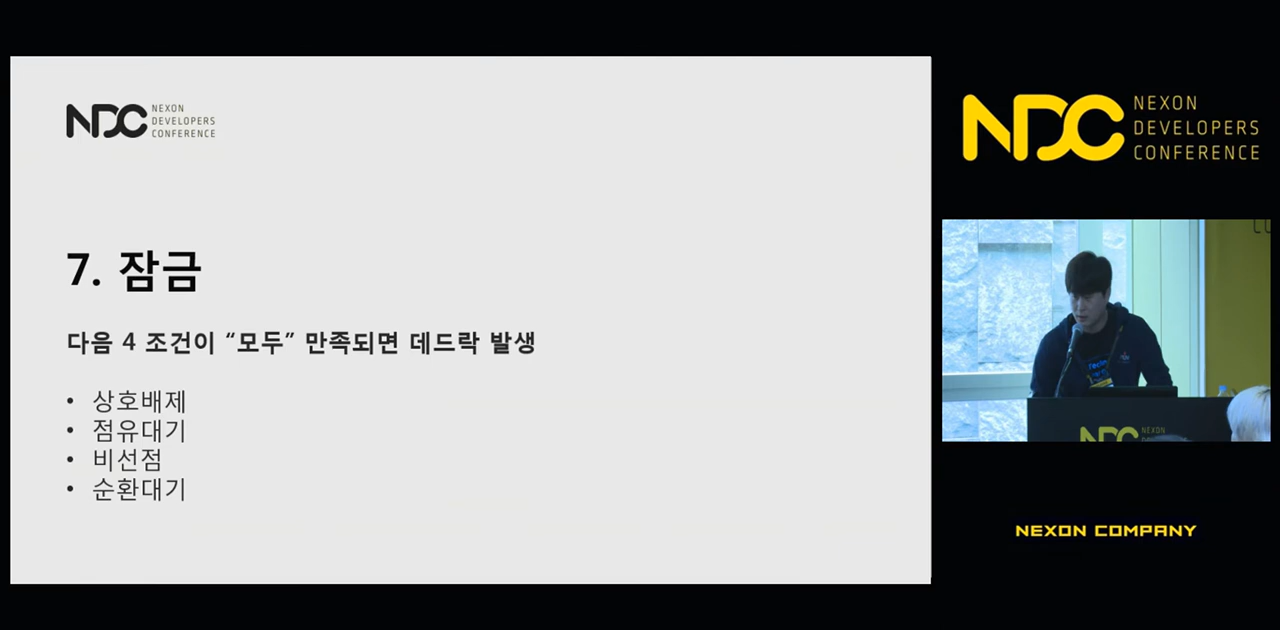 NDC NEXON
DEVELOPERS
CONFERENCE
7. 잠금
다음 4 조건이 “모두” 만족되면 데드락 발생
• 상호배제
• 점유대기
• 비선점
• 순환대기
NDC NEXON
DEVELOPERS
CONFERENCE
NDC NEXON
NEXON COMPANY